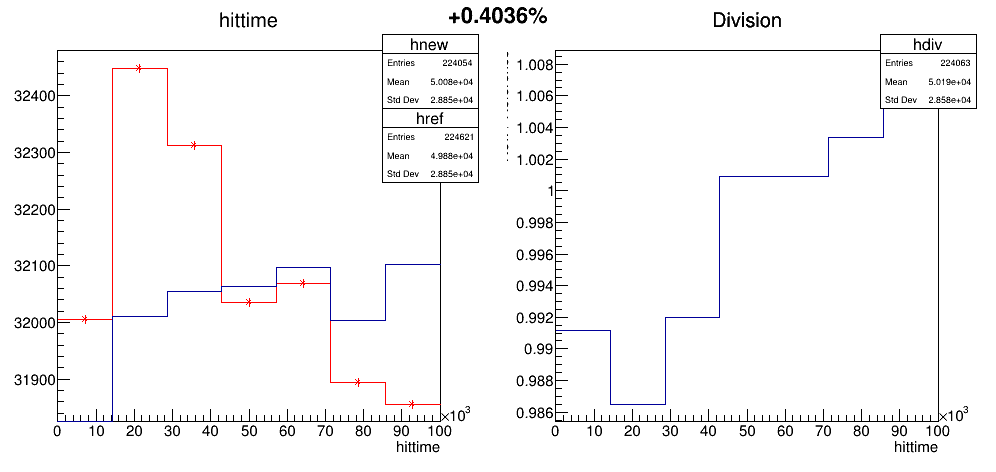 +0.4036%
hittime
hnew
Entries 224054
Mean 5.008e+04
Std Dev 2.885e+04
href
Entries 224621
Mean 4.988e+04
Std Dev 2.885e+04
32400
32300
32200
32100
32000
31900
0 10 20 30 40 50 60 70 80 90 100
×10³
hittime
Division
hdiv
Entries 224063
Mean 5.019e+04
Std Dev 2.858e+04
1.008
1.006
1.004
1.002
1
0.998
0.996
0.994
0.992
0.99
0.988
0.986
0 10 20 30 40 50 60 70 80 90 100
×10³
hittime